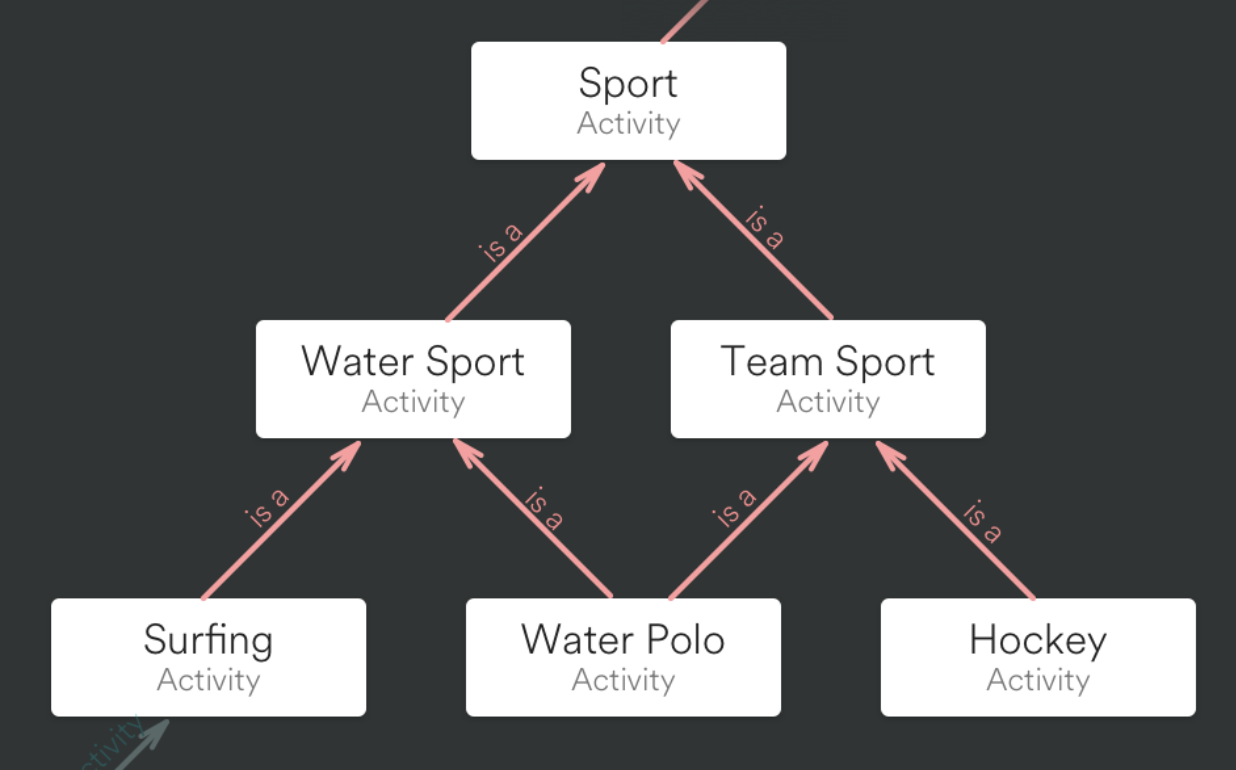 Sport
Activity
is a
is a
Water Sport
Activity
Team Sport
Activity
is a
is a
is a
is a
Surfing
Activity
Water Polo
Activity
Hockey
Activity
ctivity